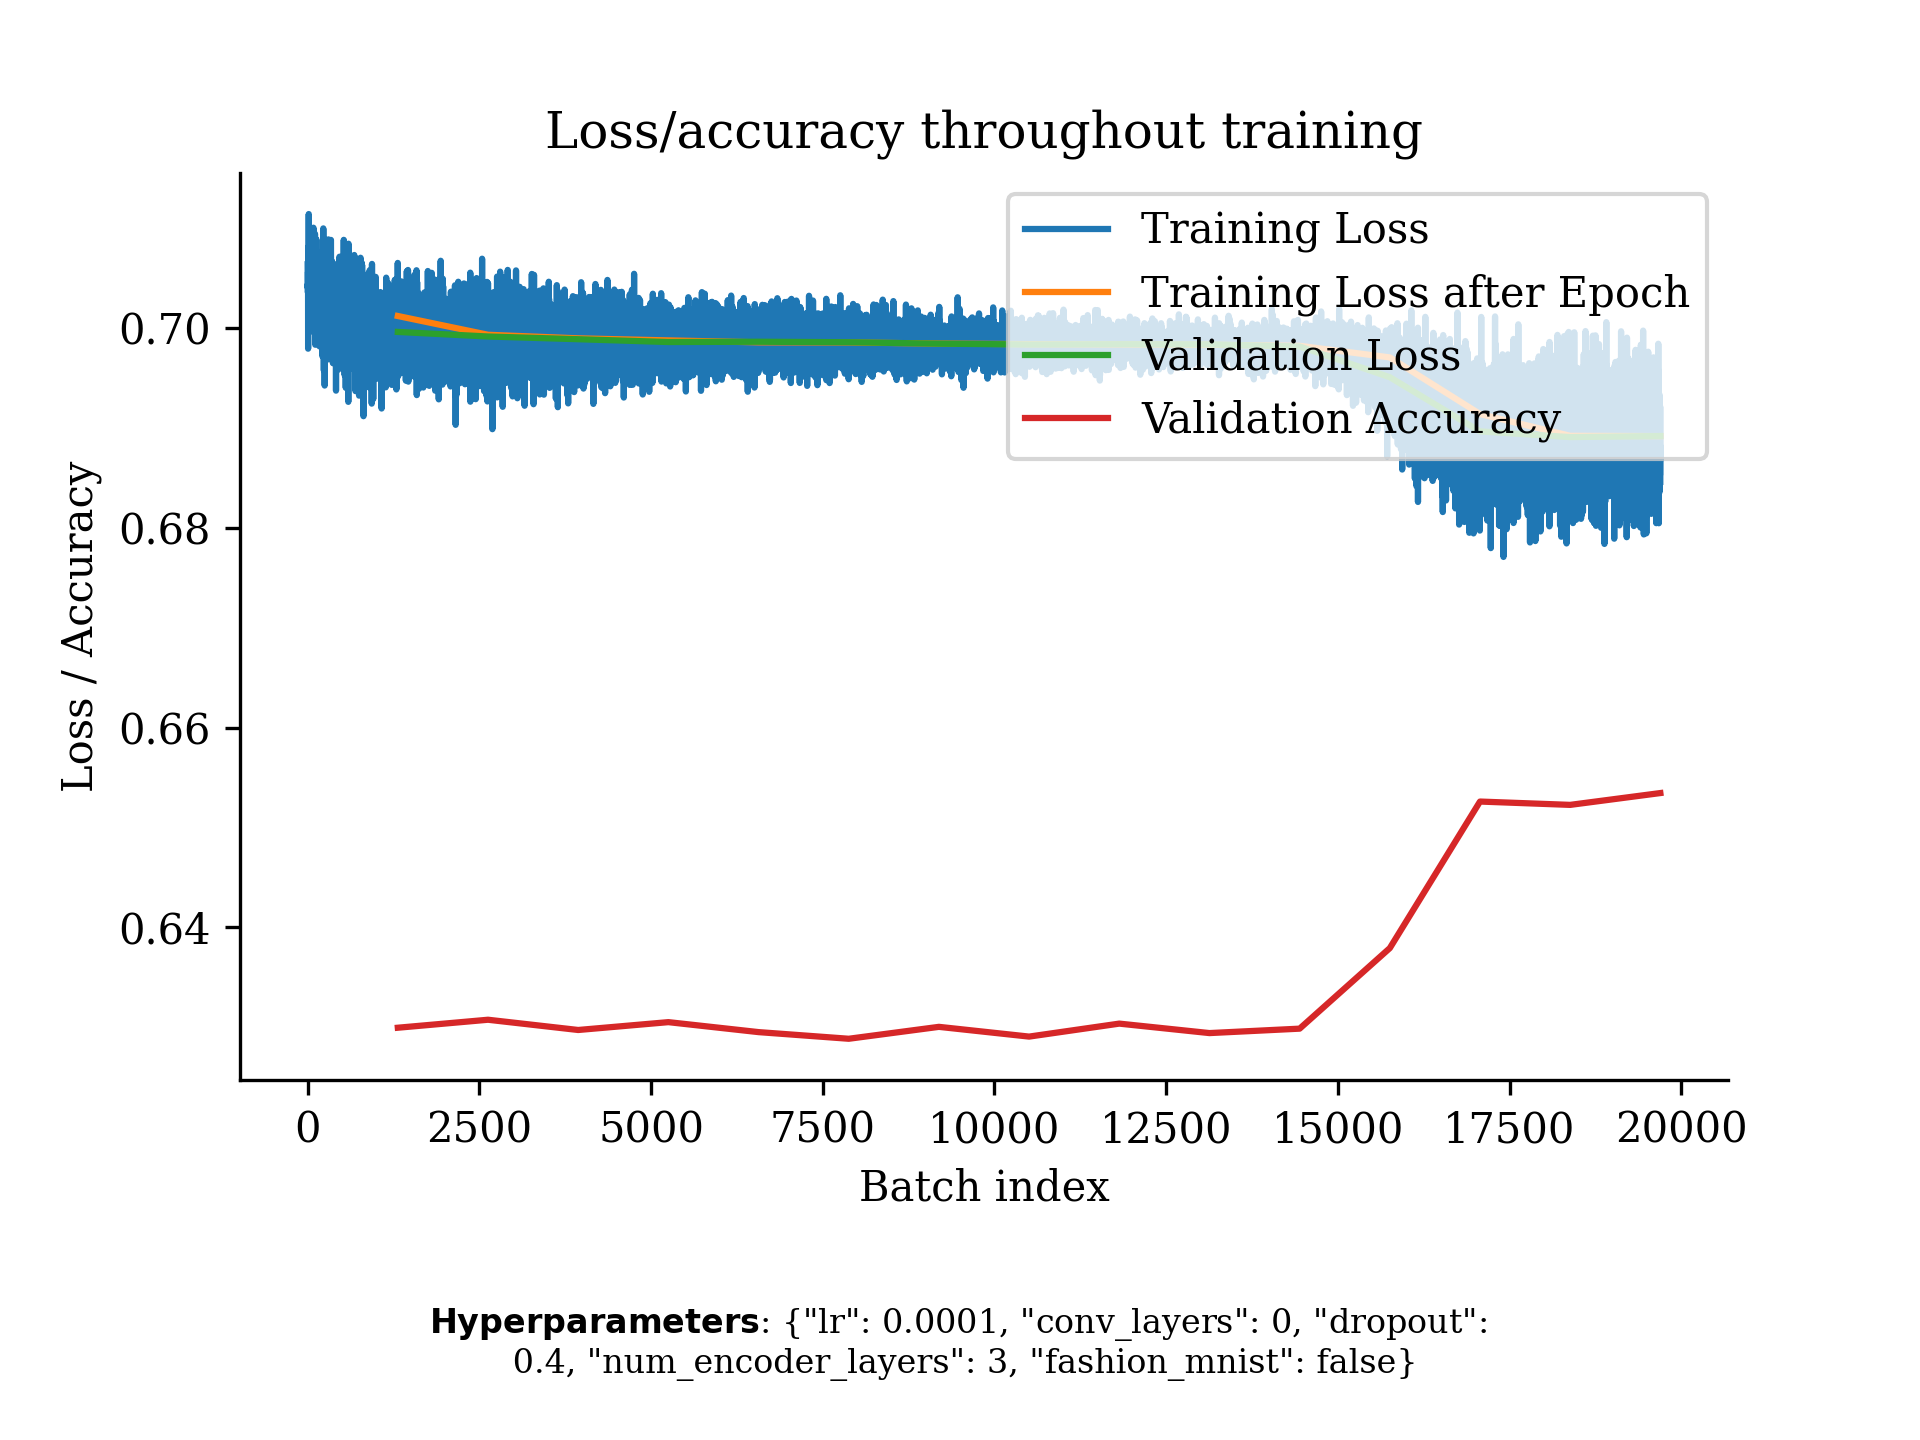 Loss/accuracy throughout training
Training Loss
Training Loss after Epoch
Validation Loss
Validation Accuracy
Loss / Accuracy
0.70
0.68
0.66
0.64
0 2500 5000 7500 10000 12500 15000 17500 20000
Batch index
Hyperparameters: {"lr": 0.0001, "conv_layers": 0, "dropout":
0.4, "num_encoder_layers": 3, "fashion_mnist": false}